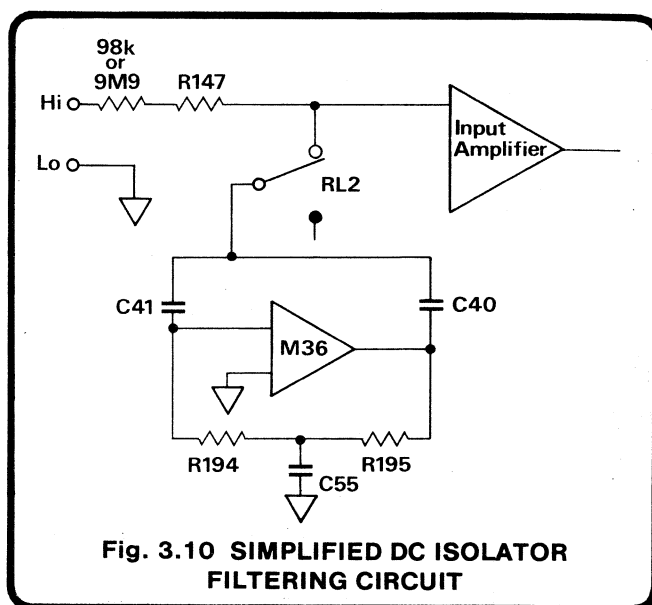 98k
or
9M9
R147
Hi
Input
Amplifier
Lo
RL2
C41
C40
M36
R194
R195
C55
Fig. 3.10 SIMPLIFIED DC ISOLATOR
FILTERING CIRCUIT